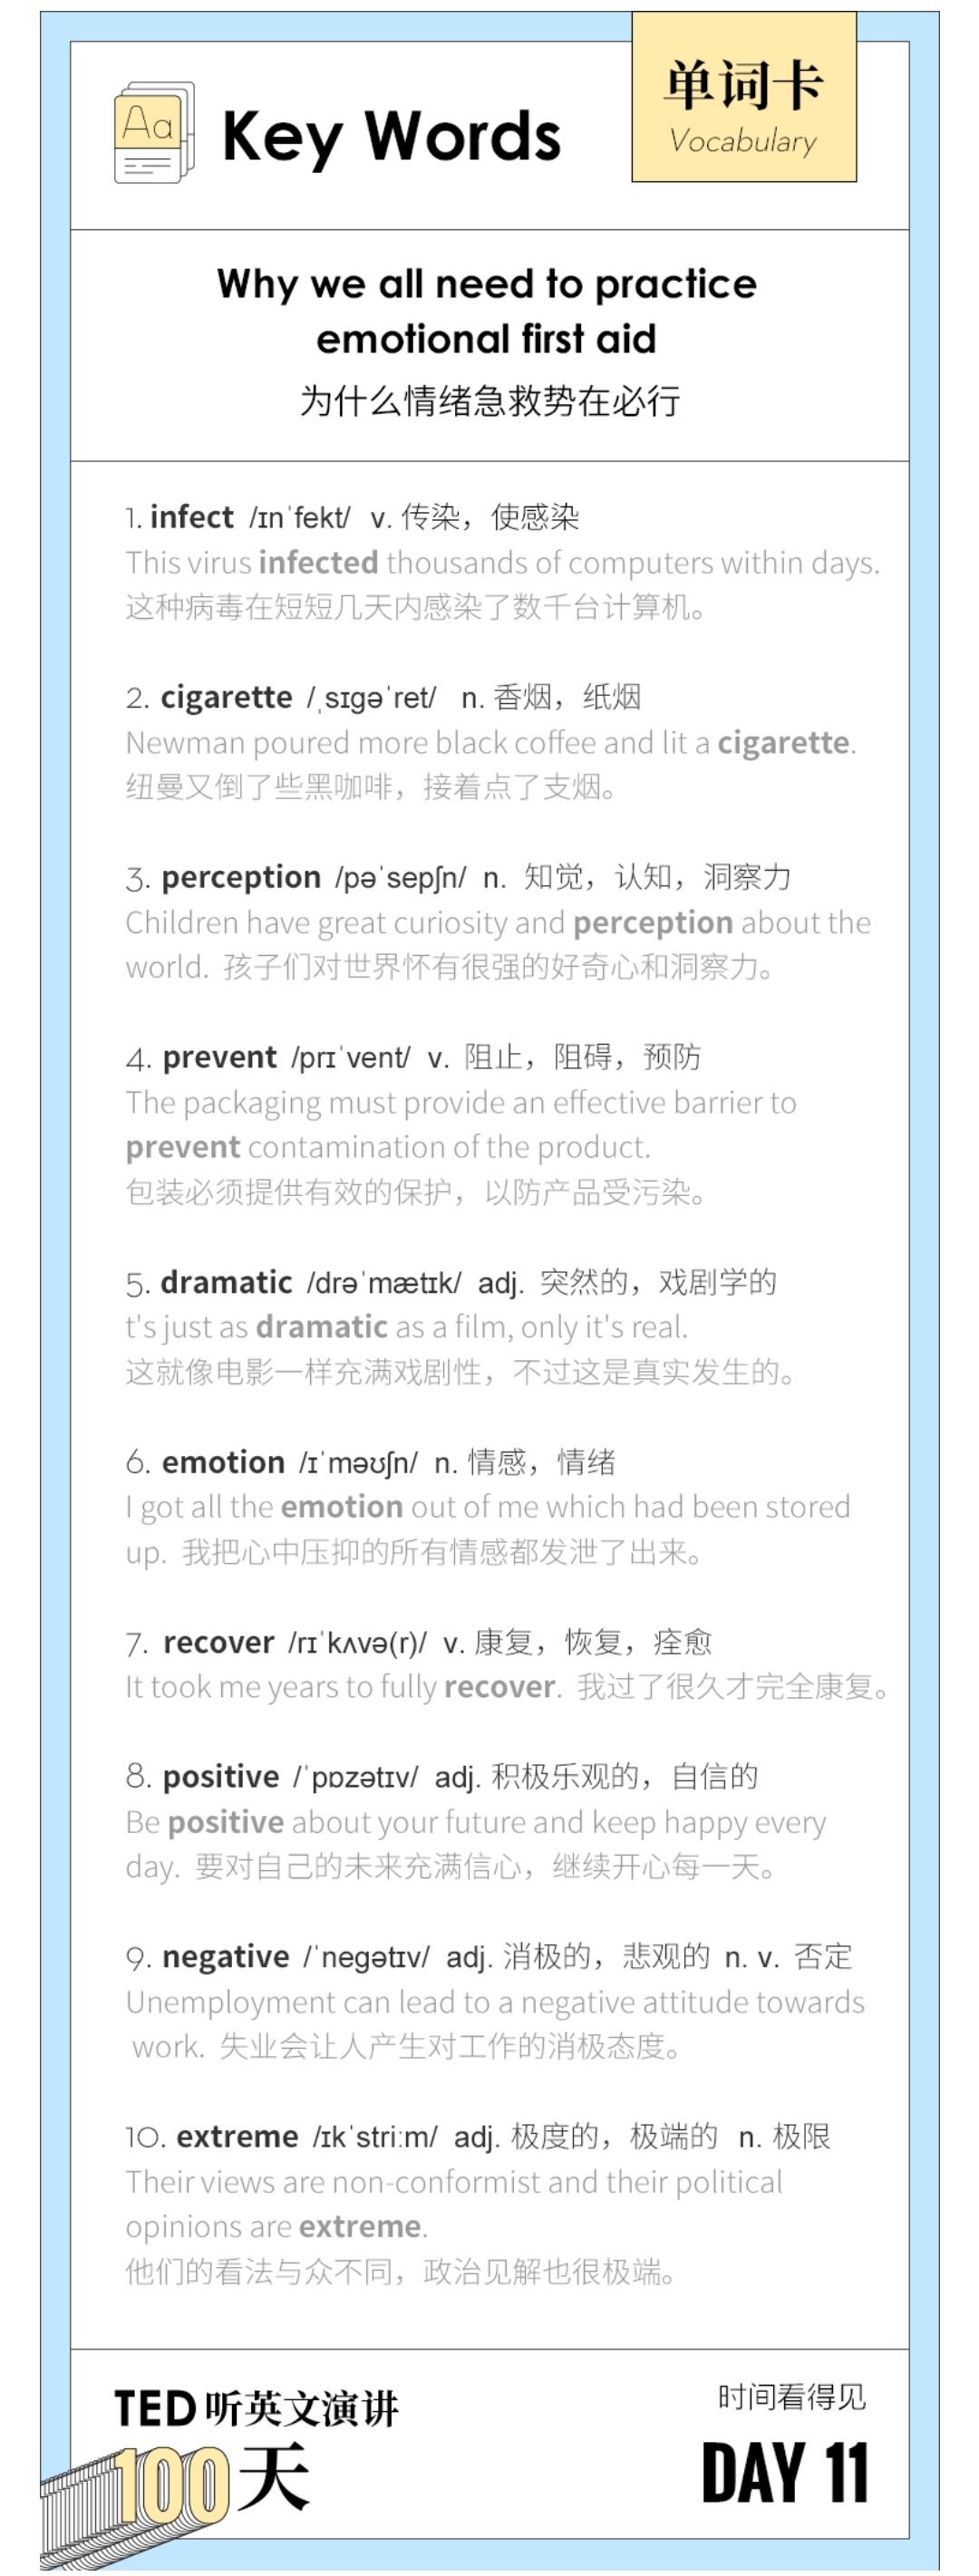 Aa
Key Words
单词卡
Vocabulary
Why we all need to practice
emotional first aid
为什么情绪急救势在必行
1. infect /ɪnˈfekt/ v. 传染，使感染
This virus infected thousands of computers within days.
这种病毒在短短几天内感染了数千台计算机。
2. cigarette /ˌsɪɡəˈret/ n. 香烟，纸烟
Newman poured more black coffee and lit a cigarette.
纽曼又倒了些黑咖啡，接着点了支烟。
3. perception /pəˈsepʃn/ n. 知觉，认知，洞察力
Children have great curiosity and perception about the
world. 孩子们对世界怀有很强的好奇心和洞察力。
4. prevent /prɪˈvent/ v. 阻止，阻碍，预防
The packaging must provide an effective barrier to
prevent contamination of the product.
包装必须提供有效的保护，以防产品受污染。
5. dramatic /drəˈmætɪk/ adj. 突然的，戏剧学的
t's just as dramatic as a film, only it's real.
这就像电影一样充满戏剧性，不过这是真实发生的。
6. emotion /ɪˈməʊʃn/ n. 情感，情绪
I got all the emotion out of me which had been stored
up. 我把心中压抑的所有情感都发泄了出来。
7. recover /rɪˈkʌvə(r)/ v. 康复，恢复，痊愈
It took me years to fully recover. 我过了很久才完全康复。
8. positive /ˈpɒzətɪv/ adj. 积极乐观的，自信的
Be positive about your future and keep happy every
day. 要对自己的未来充满信心，继续开心每一天。
9. negative /ˈneɡətɪv/ adj. 消极的，悲观的 n. v. 否定
Unemployment can lead to a negative attitude towards
work. 失业会让人产生对工作的消极态度。
10. extreme /ɪkˈstriːm/ adj. 极度的，极端的 n. 极限
Their views are non-conformist and their political
opinions are extreme.
他们的看法与众不同，政治见解也很极端。
TED 听英文演讲
100天
时间看得见
DAY 11